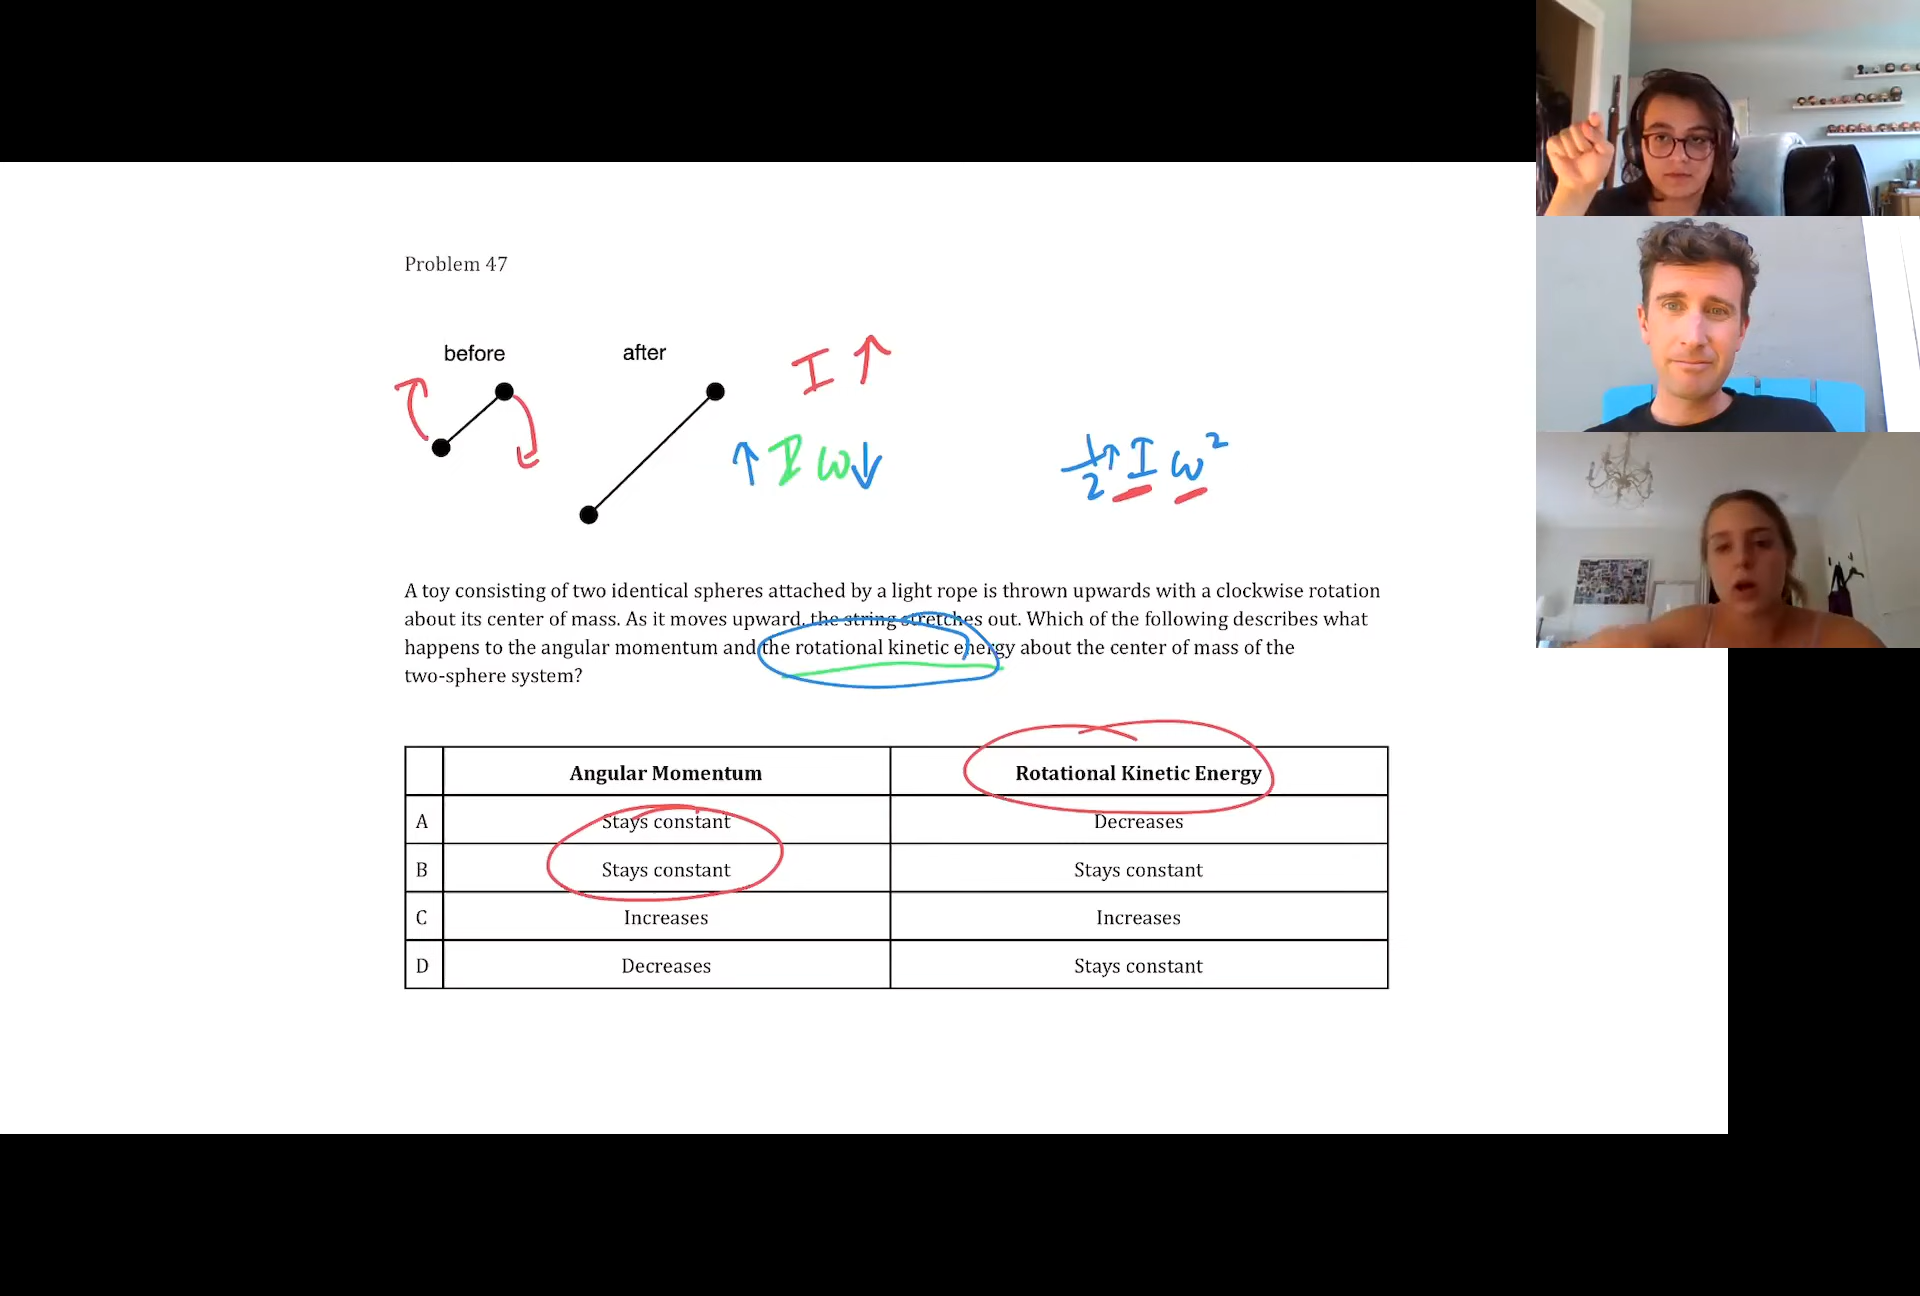 Problem 47
before
after
I ↑
↑ I ω ↓
1/2 ↑ I ω²
A toy consisting of two identical spheres attached by a light rope is thrown upwards with a clockwise rotation
about its center of mass. As it moves upward, the string stretches out. Which of the following describes what
happens to the angular momentum and the rotational kinetic energy about the center of mass of the
two-sphere system?
Angular Momentum Rotational Kinetic Energy
A Stays constant Decreases
B Stays constant Stays constant
C Increases Increases
D Decreases Stays constant